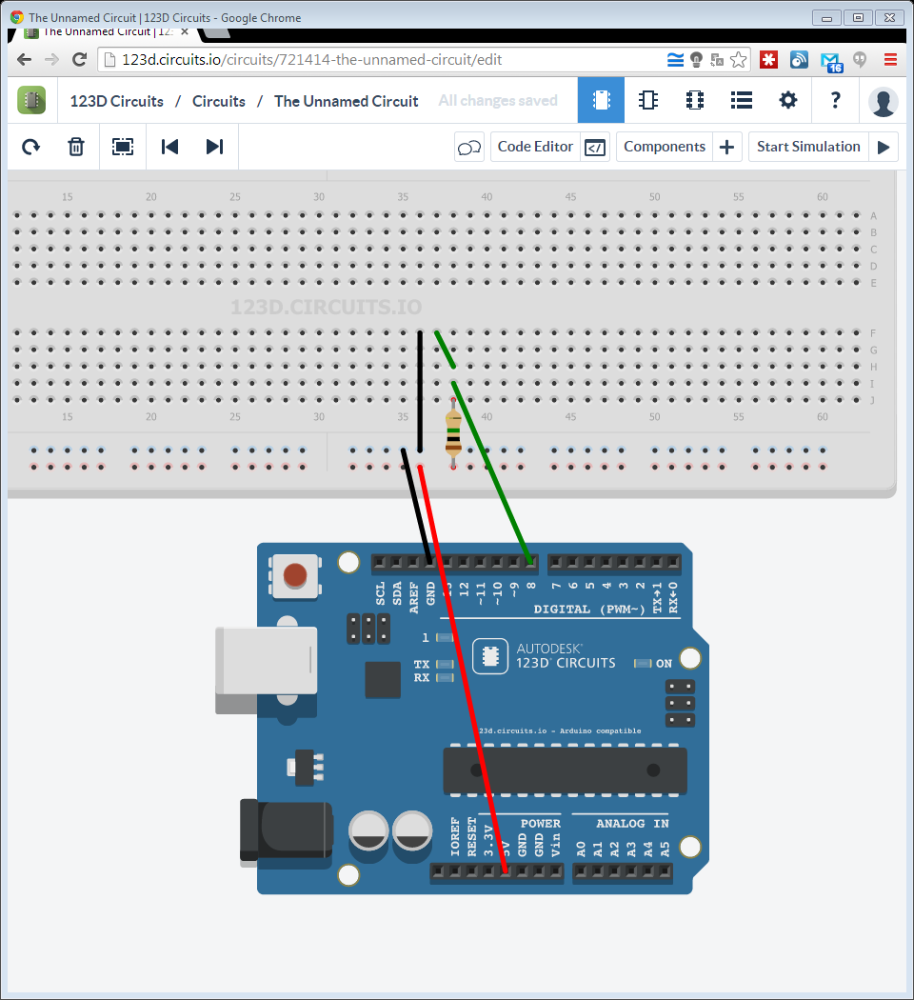 The Unnamed Circuit | 123D Circuits - Google Chrome
The Unnamed Circuit | 12
123d.circuits.io/circuits/721414-the-unnamed-circuit/edit
16
123D Circuits / Circuits / The Unnamed Circuit All changes saved ?
Code Editor </> Components + Start Simulation
15 20 25 30 35 40 45 50 55 60
A
B
C
D
E
123D.CIRCUITS.IO
F
G
H
I
J
15 20 25 30 35 40 45 50 55 60
SCL SDA AREF GND 12 ~11 ~10 ~9 8 7 6 5 4 3 2 TX→1 RX←0
DIGITAL (PWM~)
l
TX
RX
AUTODESK
123D CIRCUITS
ON
23d.circuits.io - Arduino compatible
POWER ANALOG IN
IOREF RESET 3.3V 5V GND GND Vin A0 A1 A2 A3 A4 A5